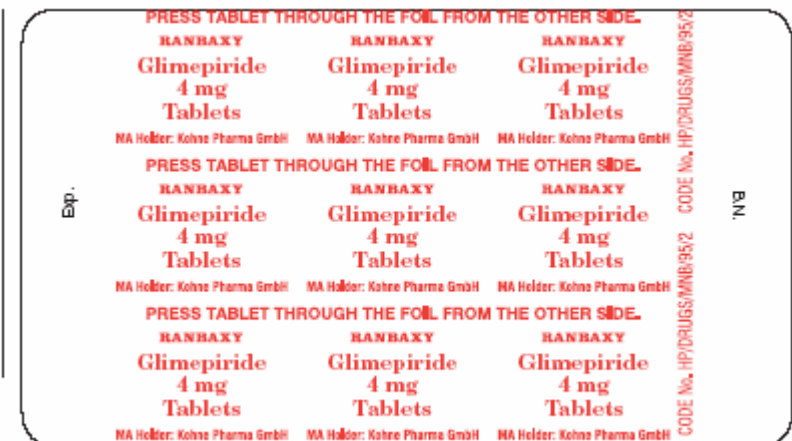 PRESS TABLET THROUGH THE FOIL FROM THE OTHER SIDE.
RANBAXY RANBAXY RANBAXY
Glimepiride Glimepiride Glimepiride
4 mg 4 mg 4 mg
Tablets Tablets Tablets
MA Holder: Kohne Pharma GmbH MA Holder: Kohne Pharma GmbH MA Holder: Kohne Pharma GmbH
PRESS TABLET THROUGH THE FOIL FROM THE OTHER SIDE.
RANBAXY RANBAXY RANBAXY
Glimepiride Glimepiride Glimepiride
4 mg 4 mg 4 mg
Tablets Tablets Tablets
MA Holder: Kohne Pharma GmbH MA Holder: Kohne Pharma GmbH MA Holder: Kohne Pharma GmbH
PRESS TABLET THROUGH THE FOIL FROM THE OTHER SIDE.
RANBAXY RANBAXY RANBAXY
Glimepiride Glimepiride Glimepiride
4 mg 4 mg 4 mg
Tablets Tablets Tablets
MA Holder: Kohne Pharma GmbH MA Holder: Kohne Pharma GmbH MA Holder: Kohne Pharma GmbH
Exp.
CODE No. HP/DRUGS/MNB/95/2 CODE No. HP/DRUGS/MNB/95/2
B.N.